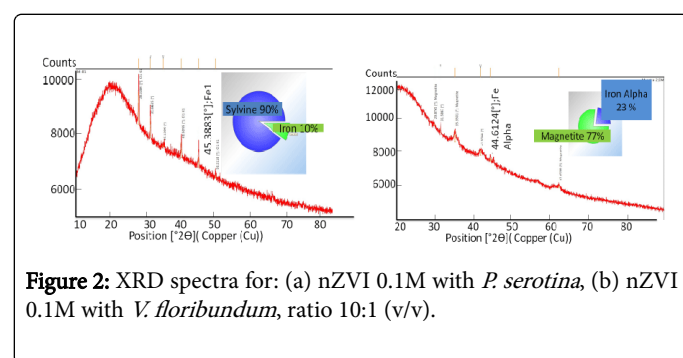 Counts
10000
8000
6000
Sylvine 90%
Iron 10%
45.3883[°];Fe1
10 20 30 40 50 60 70 80
Position [°2Θ]( Copper (Cu))
Counts
12000
10000
8000
Iron Alpha
23 %
Magnetite 77%
44.6124[°];Fe
Alpha
20 30 40 50 60 70 80
Position [°2Θ]( Copper (Cu))
Figure 2: XRD spectra for: (a) nZVI 0.1M with P. serotina, (b) nZVI
0.1M with V. floribundum, ratio 10:1 (v/v).